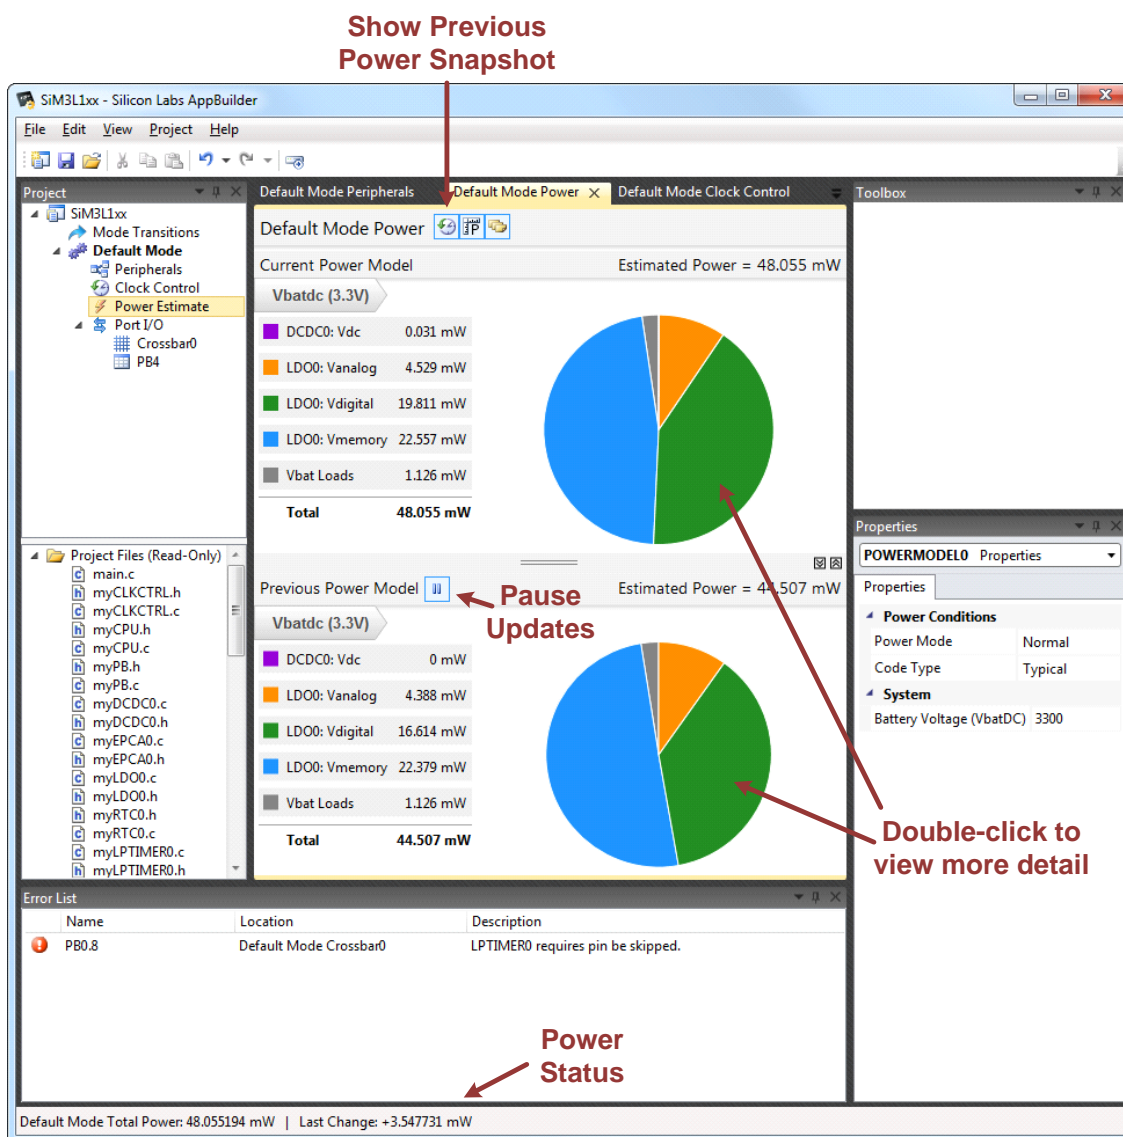 Show Previous
Power Snapshot
SiM3L1xx - Silicon Labs AppBuilder
File Edit View Project Help
Project
SiM3L1xx
Mode Transitions
Default Mode
Peripherals
Clock Control
Power Estimate
Port I/O
Crossbar0
PB4
Project Files (Read-Only)
main.c
myCLKCTRL.h
myCLKCTRL.c
myCPU.h
myCPU.c
myPB.h
myPB.c
myDCDC0.c
myDCDC0.h
myEPCA0.c
myEPCA0.h
myLDO0.c
myLDO0.h
myRTC0.h
myRTC0.c
myLPTIMER0.c
myLPTIMER0.h
Default Mode Peripherals Default Mode Power Default Mode Clock Control
Default Mode Power
Current Power Model Estimated Power = 48.055 mW
Vbatdc (3.3V)
DCDC0: Vdc 0.031 mW
LDO0: Vanalog 4.529 mW
LDO0: Vdigital 19.811 mW
LDO0: Vmemory 22.557 mW
Vbat Loads 1.126 mW
Total 48.055 mW
Previous Power Model Estimated Power = 44.507 mW
Pause
Updates
Vbatdc (3.3V)
DCDC0: Vdc 0 mW
LDO0: Vanalog 4.388 mW
LDO0: Vdigital 16.614 mW
LDO0: Vmemory 22.379 mW
Vbat Loads 1.126 mW
Total 44.507 mW
Toolbox
Properties
POWERMODEL0 Properties
Properties
Power Conditions
Power Mode Normal
Code Type Typical
System
Battery Voltage (VbatDC) 3300
Double-click to
view more detail
Error List
Name Location Description
PB0.8 Default Mode Crossbar0 LPTIMER0 requires pin be skipped.
Power
Status
Default Mode Total Power: 48.055194 mW | Last Change: +3.547731 mW